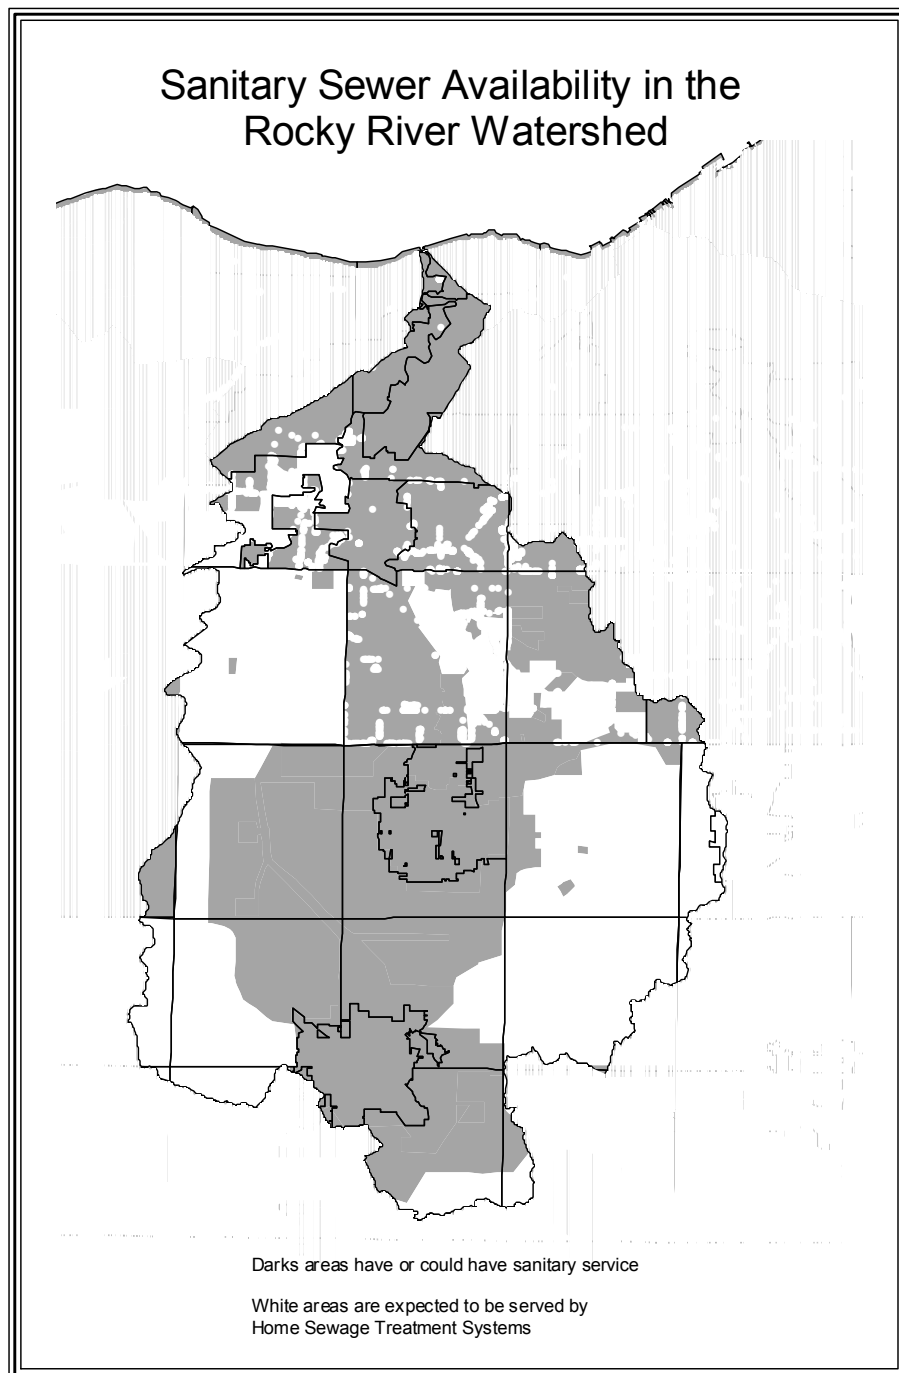 Sanitary Sewer Availability in the
Rocky River Watershed
Darks areas have or could have sanitary service
White areas are expected to be served by
Home Sewage Treatment Systems